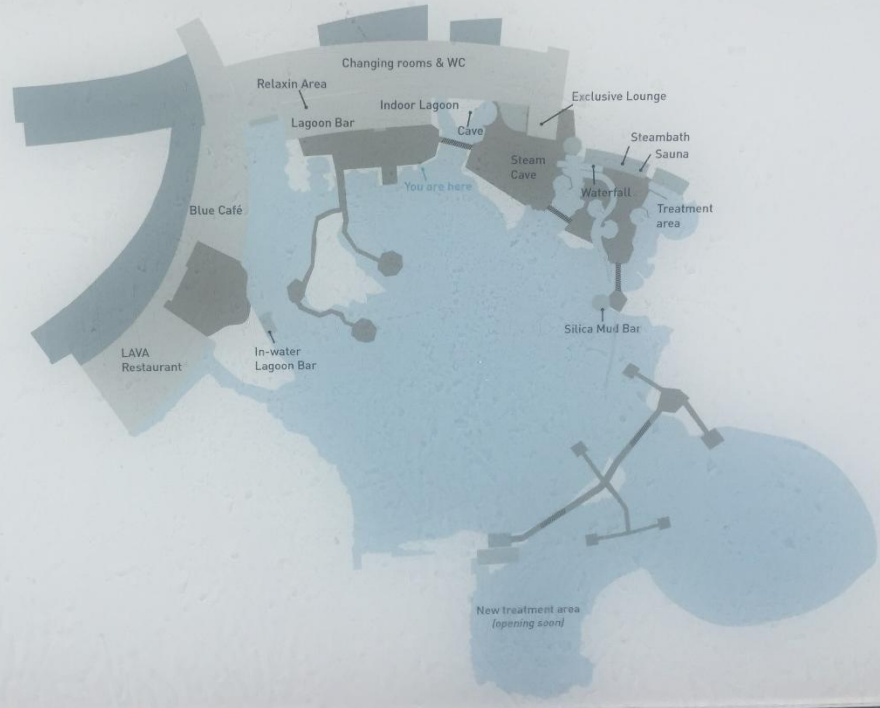 Changing rooms & WC
Relaxin Area
Indoor Lagoon
Exclusive Lounge
Lagoon Bar
Cave
Steambath
Sauna
Steam
Cave
You are here
Waterfall
Blue Café
Treatment
area
Silica Mud Bar
LAVA
Restaurant
In-water
Lagoon Bar
New treatment area
(opening soon)